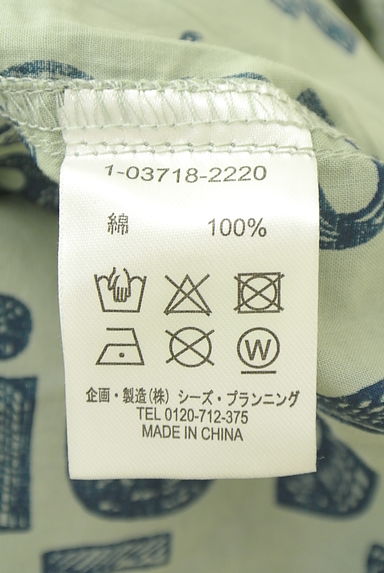 1-03718-2220
綿 100%
W
企画・製造(株) シーズ・プランニング
TEL 0120-712-375
MADE IN CHINA